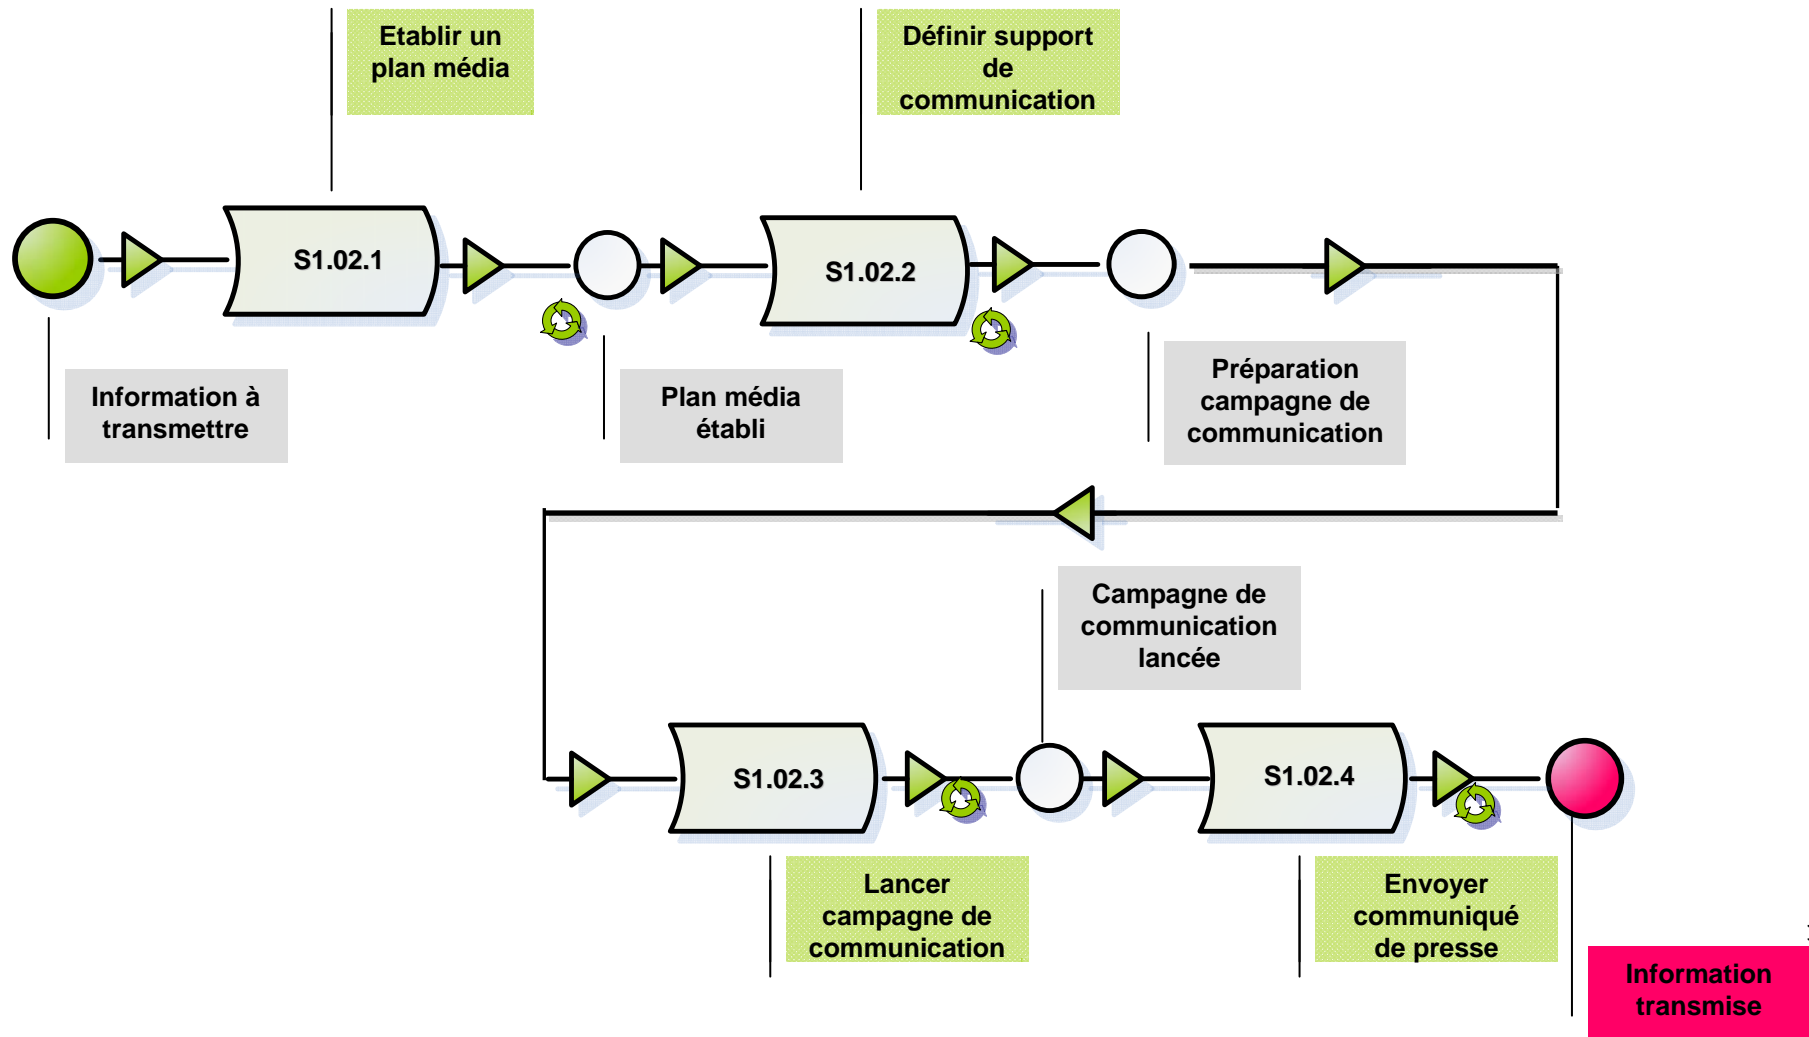 Etablir un
plan média
Définir support
de
communication
S1.02.1
S1.02.2
Information à
transmettre
Plan média
établi
Préparation
campagne de
communication
Campagne de
communication
lancée
S1.02.3
S1.02.4
Lancer
campagne de
communication
Envoyer
communiqué
de presse
Information
transmise